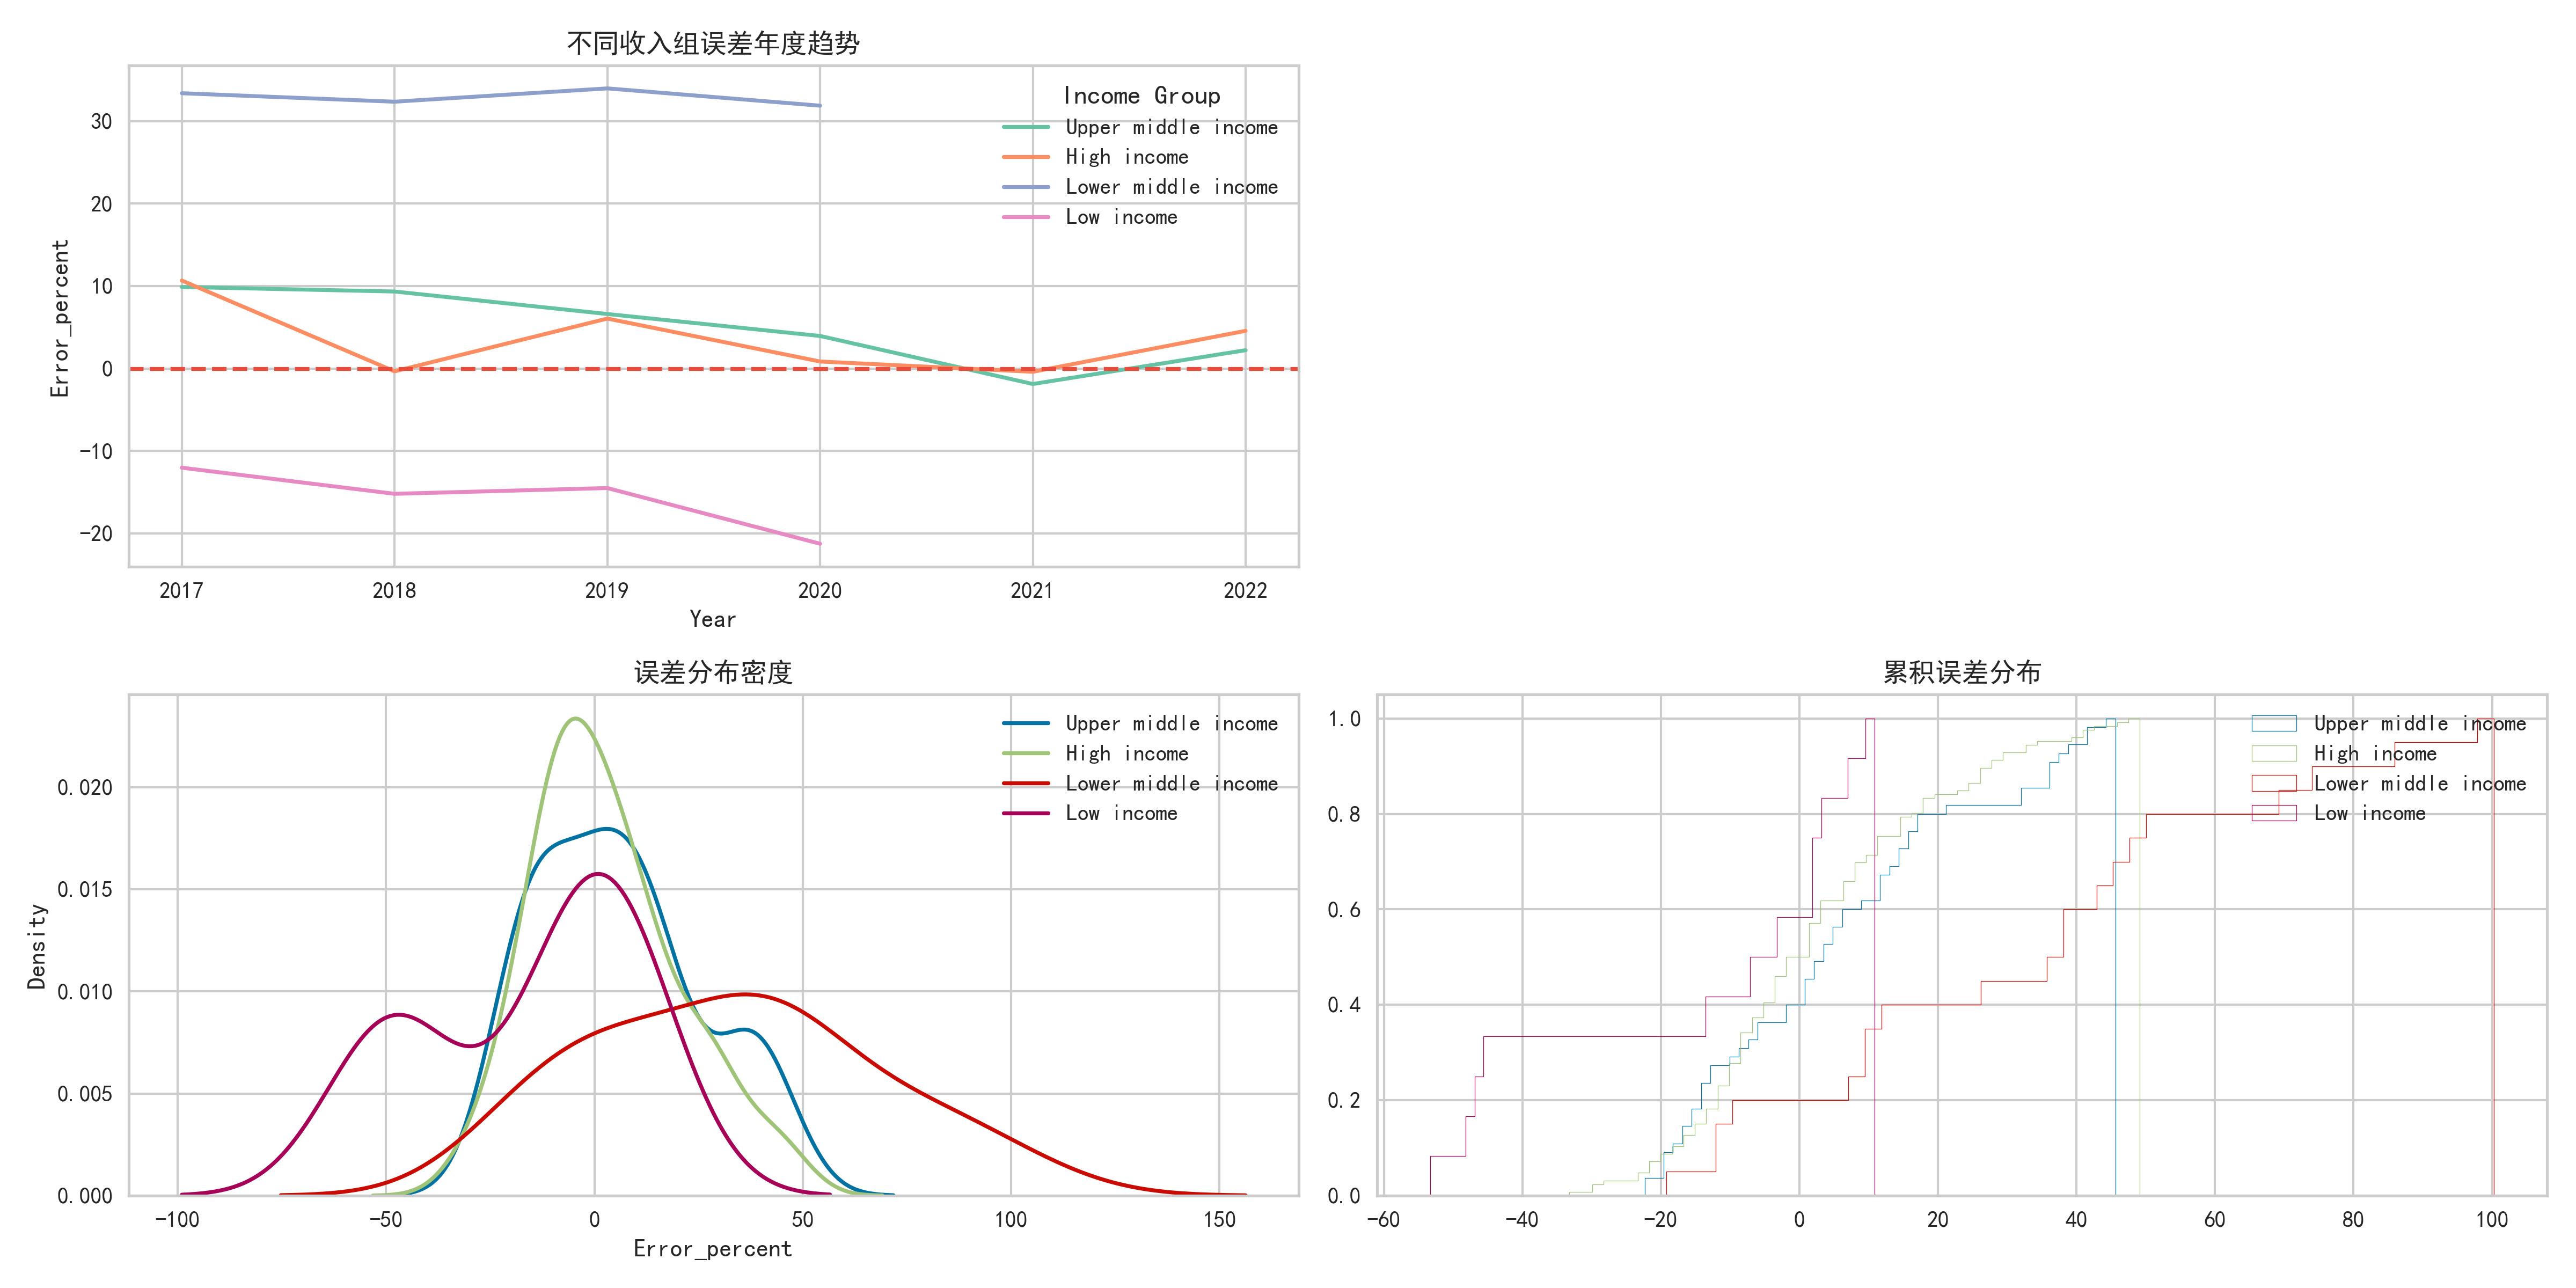 不同收入组误差年度趋势
Error_percent
30
20
10
0
-10
-20
Income Group
Upper middle income
High income
Lower middle income
Low income
2017 2018 2019 2020 2021 2022
Year
误差分布密度
Density
0.020
0.015
0.010
0.005
0.000
Upper middle income
High income
Lower middle income
Low income
-100 -50 0 50 100 150
Error_percent
累积误差分布
1.0
0.8
0.6
0.4
0.2
0.0
Upper middle income
High income
Lower middle income
Low income
-60 -40 -20 0 20 40 60 80 100